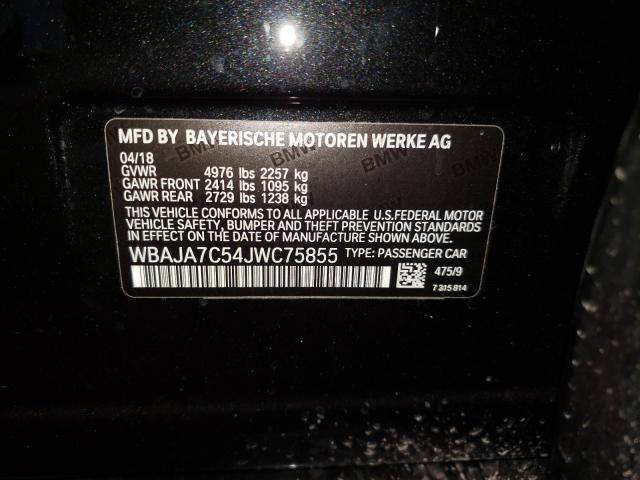 MFD BY BAYERISCHE MOTOREN WERKE AG
04/18
GVWR 4976 lbs 2257 kg
GAWR FRONT 2414 lbs 1095 kg
GAWR REAR 2729 lbs 1238 kg
THIS VEHICLE CONFORMS TO ALL APPLICABLE U.S.FEDERAL MOTOR
VEHICLE SAFETY, BUMPER, AND THEFT PREVENTION STANDARDS
IN EFFECT ON THE DATE OF MANUFACTURE SHOWN ABOVE.
WBAJA7C54JWC75855 TYPE: PASSENGER CAR
475/9
7 315 814